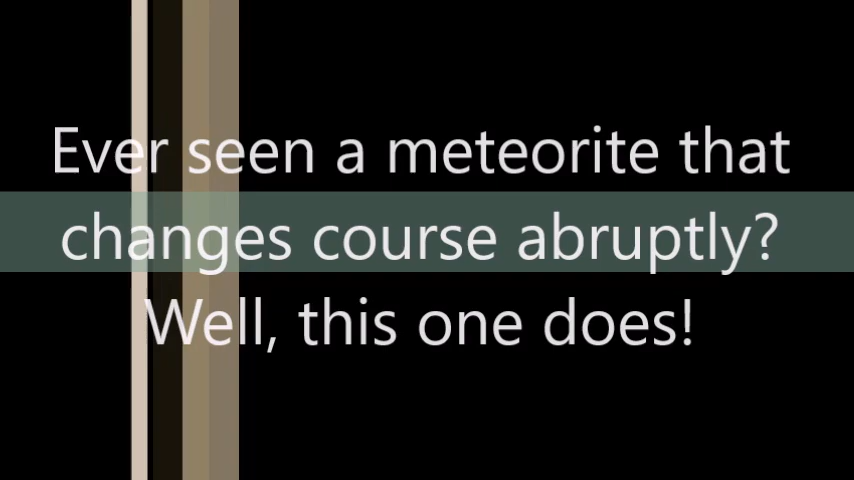 Ever seen a meteorite that
changes course abruptly?
Well, this one does!